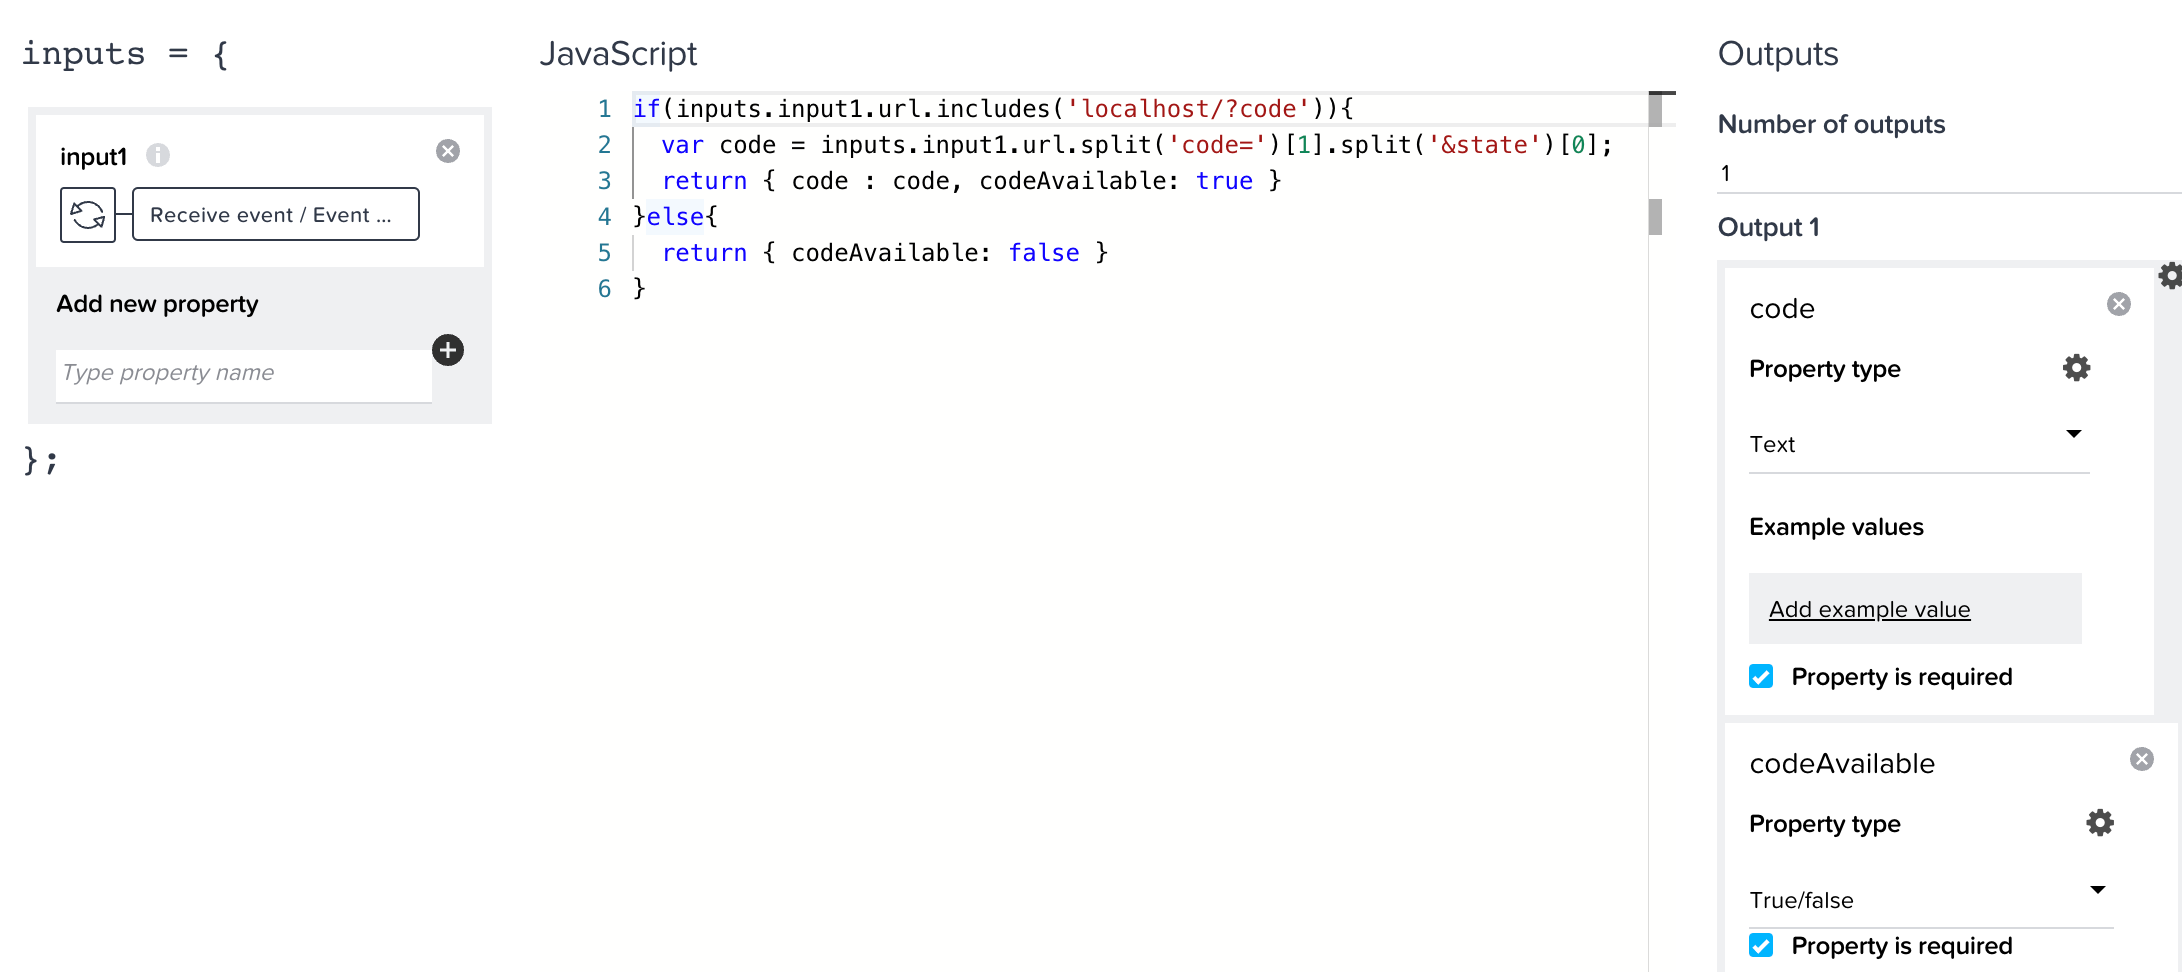 inputs = {
input1
Receive event / Event ...
Add new property
Type property name
};
JavaScript
1 if(inputs.input1.url.includes('localhost/?code')){
2   var code = inputs.input1.url.split('code=')[1].split('&state')[0];
3   return { code : code, codeAvailable: true }
4 }else{
5   return { codeAvailable: false }
6 }
Outputs
Number of outputs
1
Output 1
code
Property type
Text
Example values
Add example value
Property is required
codeAvailable
Property type
True/false
Property is required